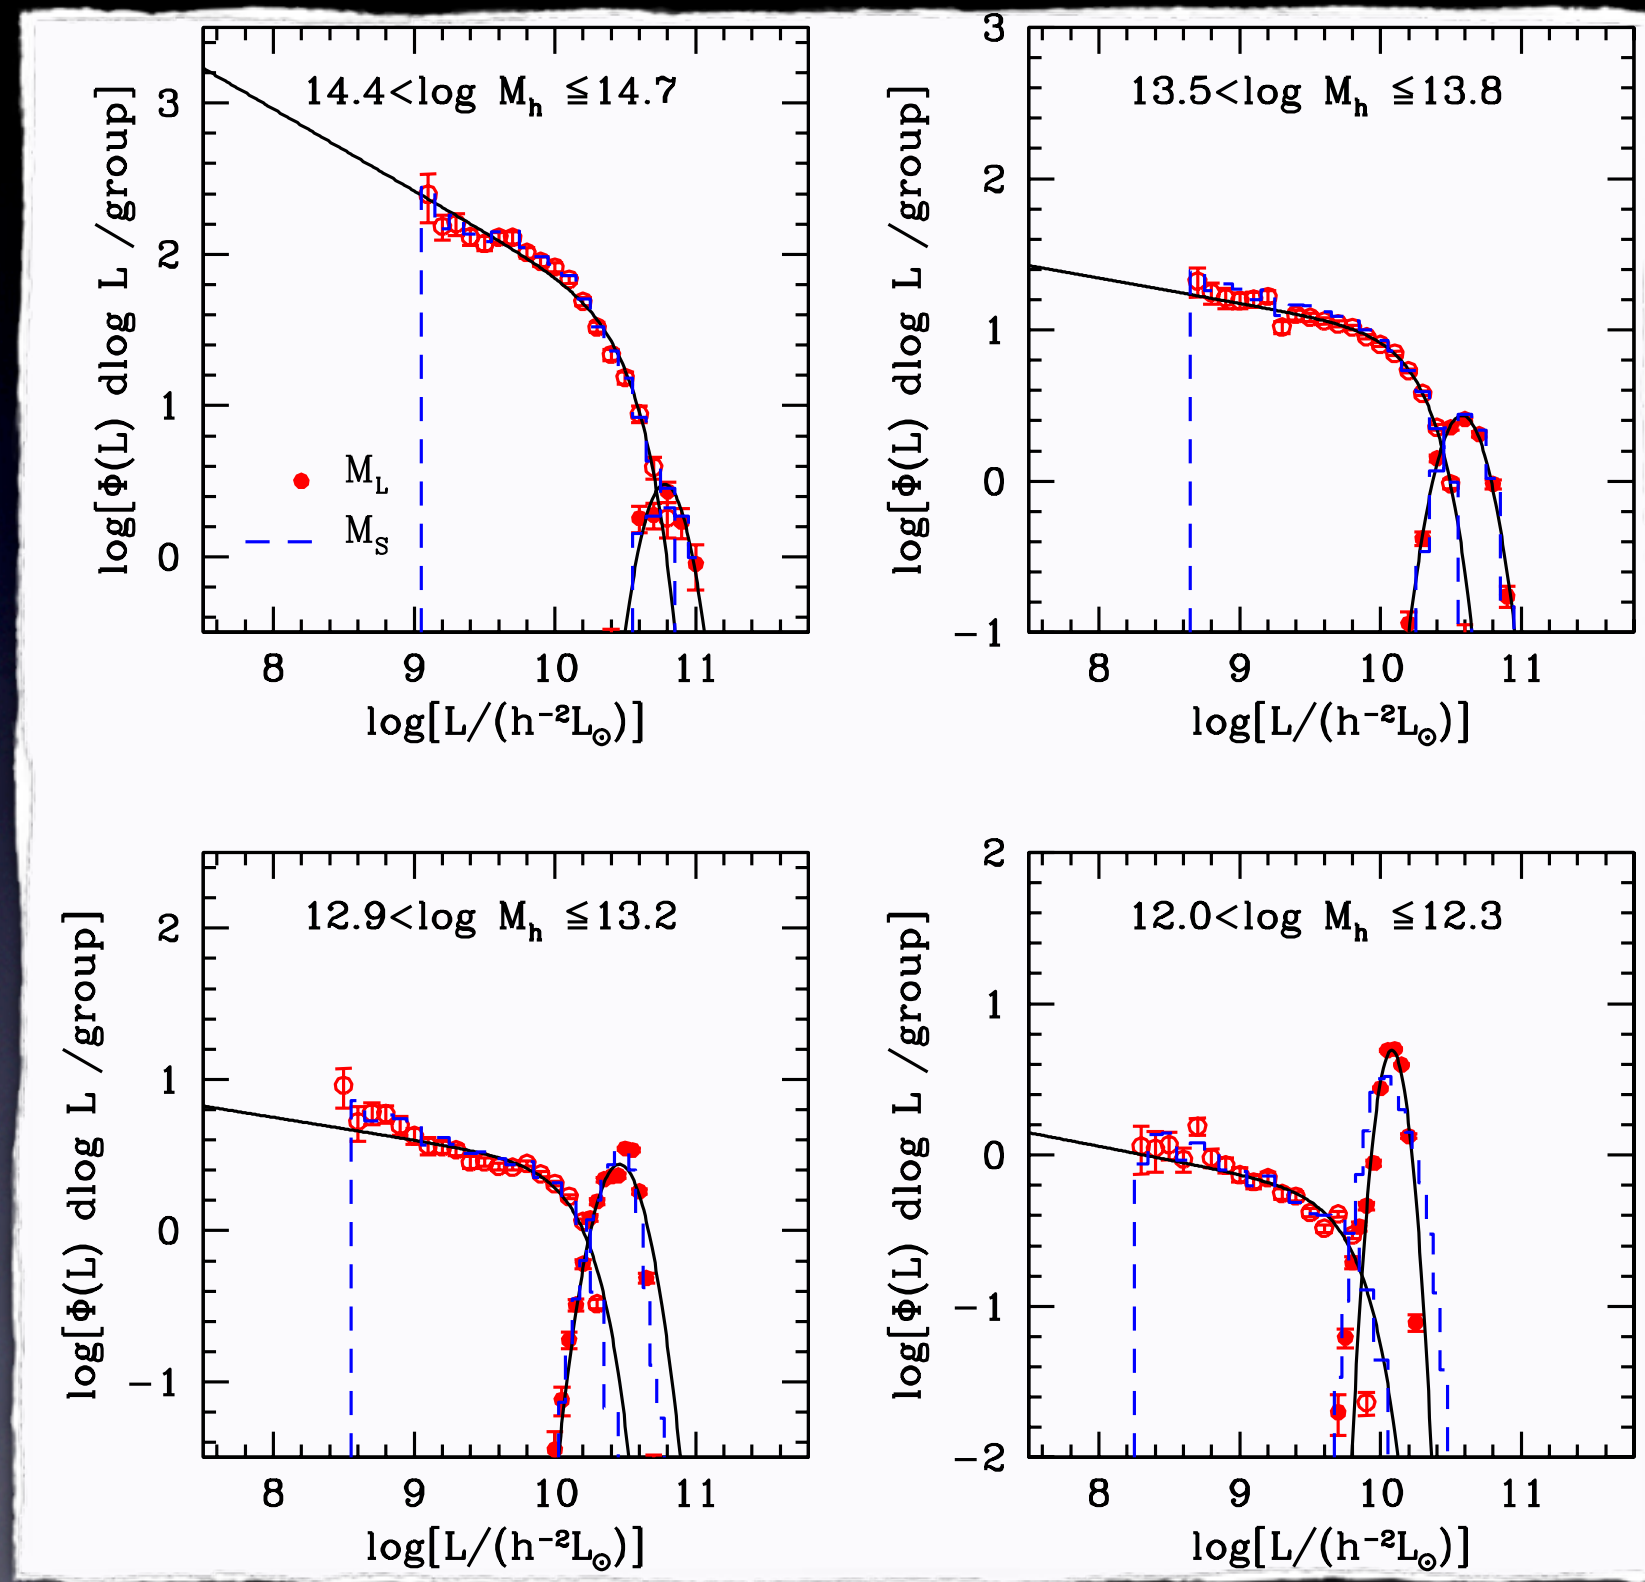 14.4<log M_h ≦14.7
log[Φ(L) dlog L /group]
3
2
1
0
M_L
M_S
8 9 10 11
log[L/(h⁻²L_⊙)]
13.5<log M_h ≦13.8
log[Φ(L) dlog L /group]
3
2
1
0
−1
8 9 10 11
log[L/(h⁻²L_⊙)]
12.9<log M_h ≦13.2
log[Φ(L) dlog L /group]
2
1
0
−1
8 9 10 11
log[L/(h⁻²L_⊙)]
12.0<log M_h ≦12.3
log[Φ(L) dlog L /group]
2
1
0
−1
−2
8 9 10 11
log[L/(h⁻²L_⊙)]